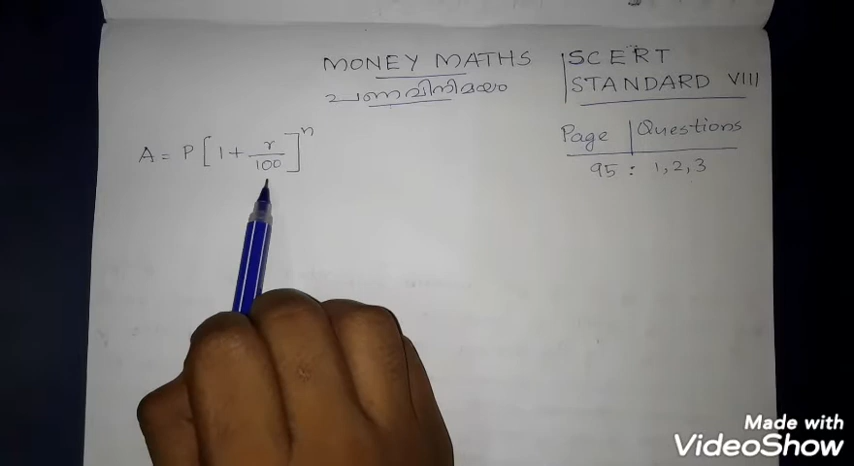 MONEY MATHS
പണവിനിമയം
SCERT
STANDARD VIII
Page | Questions
95 : 1,2,3
A = P [1 + r/100]^n
Made with
VideoShow